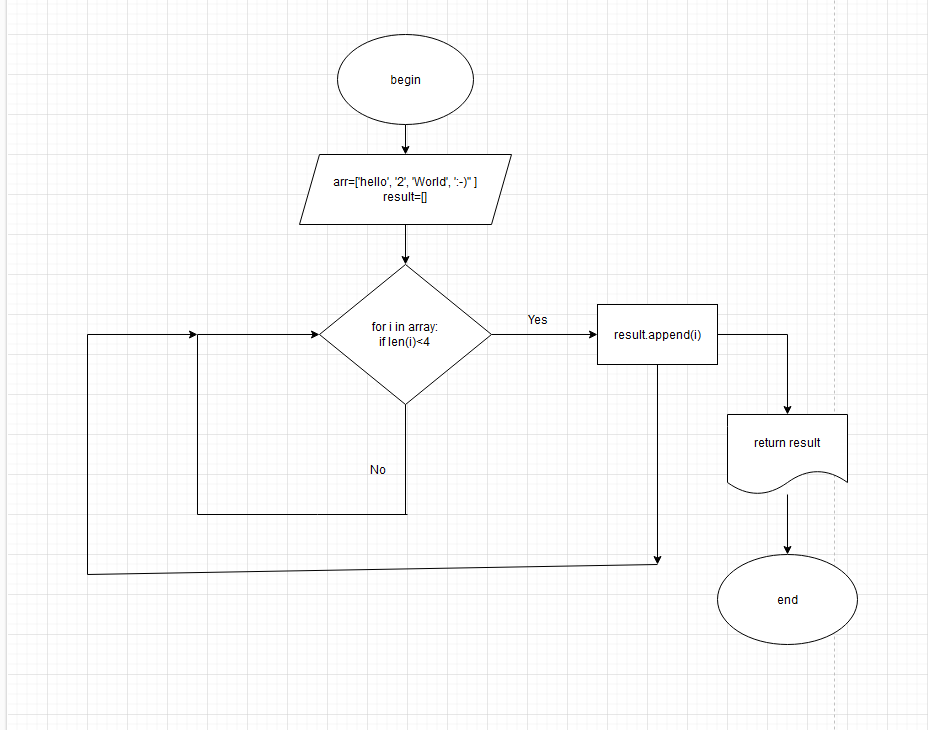 begin
arr=['hello', '2', 'World', ':-)" ]
result=[]
for i in array:
if len(i)<4
Yes
result.append(i)
return result
No
end